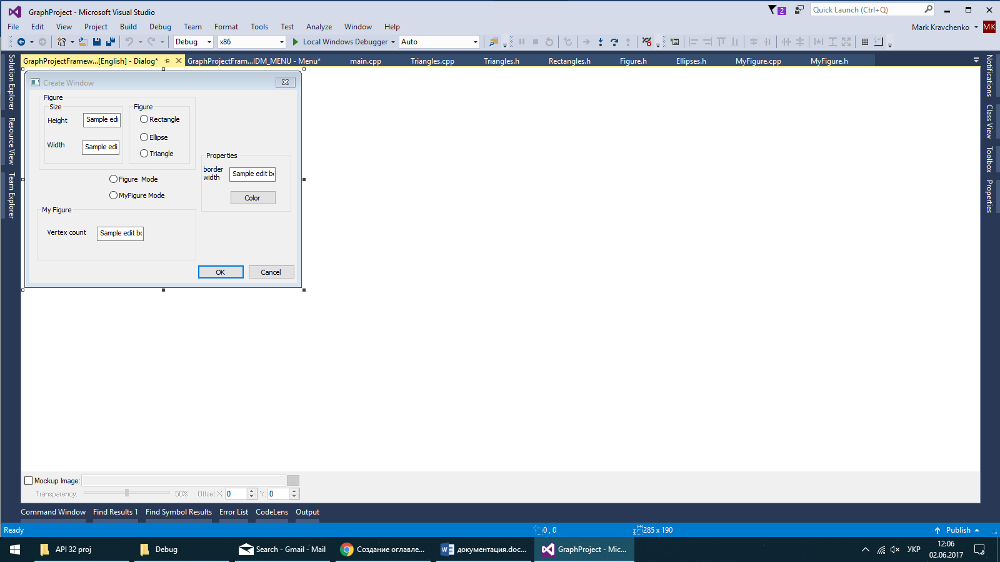 GraphProject - Microsoft Visual Studio
2
Quick Launch (Ctrl+Q)
File Edit View Project Build Debug Team Format Tools Test Analyze Window Help
Mark Kravchenko MK
Debug x86 Local Windows Debugger Auto
GraphProjectFramew...[English] - Dialog* GraphProjectFram...IDM_MENU - Menu* main.cpp Triangles.cpp Triangles.h Rectangles.h Figure.h Ellipses.h MyFigure.cpp MyFigure.h
Solution Explorer
Resource View
Team Explorer
Notifications
Class View
Toolbox
Properties
Create Window
Figure
Size
Height Sample edi
Width Sample edi
Figure
Rectangle
Ellipse
Triangle
Properties
border
width Sample edit bo
Color
Figure Mode
MyFigure Mode
My Figure
Vertex count Sample edit bo
OK Cancel
Mockup Image: ...
Transparency: 50% Offset X: 0 Y: 0
Command Window Find Results 1 Find Symbol Results Error List CodeLens Output
Ready 0, 0 285 x 190 Publish
API 32 proj Debug Search - Gmail - Mail Создание оглавле... документация.doc... GraphProject - Mic...
УКР
12:06
02.06.2017